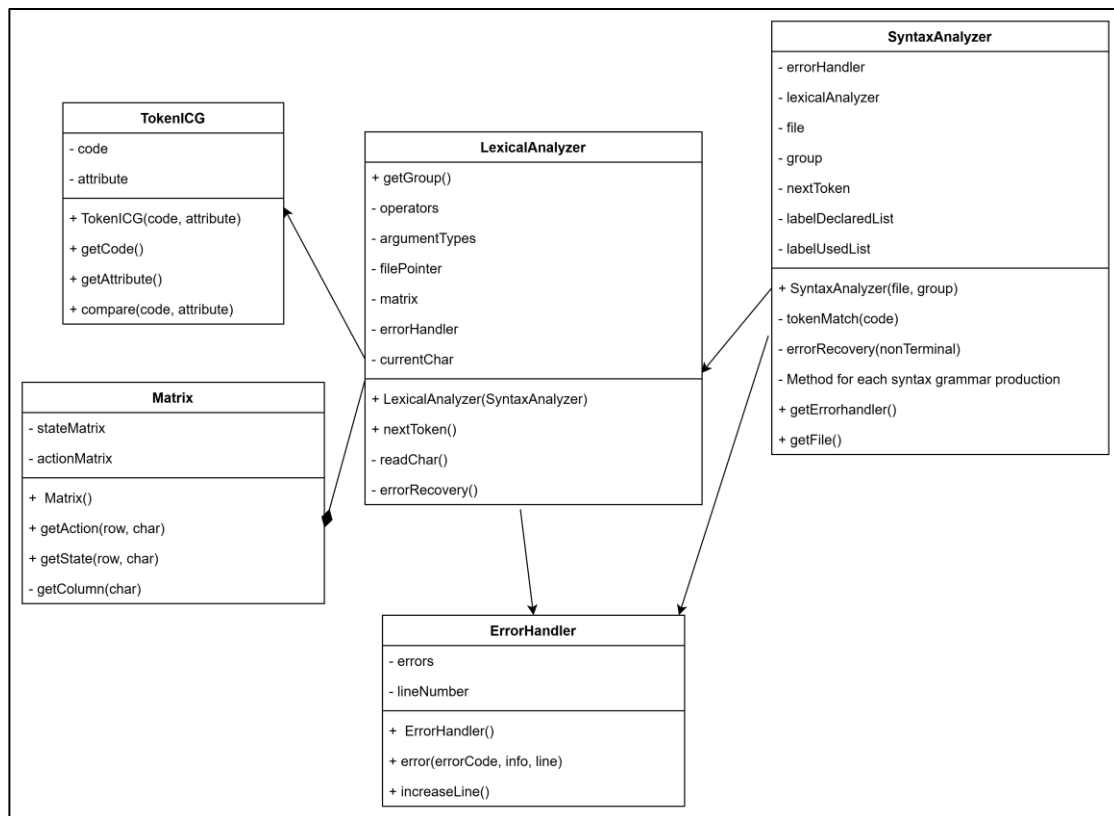 TokenICG
- code
- attribute
+ TokenICG(code, attribute)
+ getCode()
+ getAttribute()
+ compare(code, attribute)
Matrix
- stateMatrix
- actionMatrix
+ Matrix()
+ getAction(row, char)
+ getState(row, char)
- getColumn(char)
LexicalAnalyzer
+ getGroup()
- operators
- argumentTypes
- filePointer
- matrix
- errorHandler
- currentChar
+ LexicalAnalyzer(SyntaxAnalyzer)
+ nextToken()
- readChar()
- errorRecovery()
SyntaxAnalyzer
- errorHandler
- lexicalAnalyzer
- file
- group
- nextToken
- labelDeclaredList
- labelUsedList
+ SyntaxAnalyzer(file, group)
- tokenMatch(code)
- errorRecovery(nonTerminal)
- Method for each syntax grammar production
+ getErrorhandler()
+ getFile()
ErrorHandler
- errors
- lineNumber
+ ErrorHandler()
+ error(errorCode, info, line)
+ increaseLine()